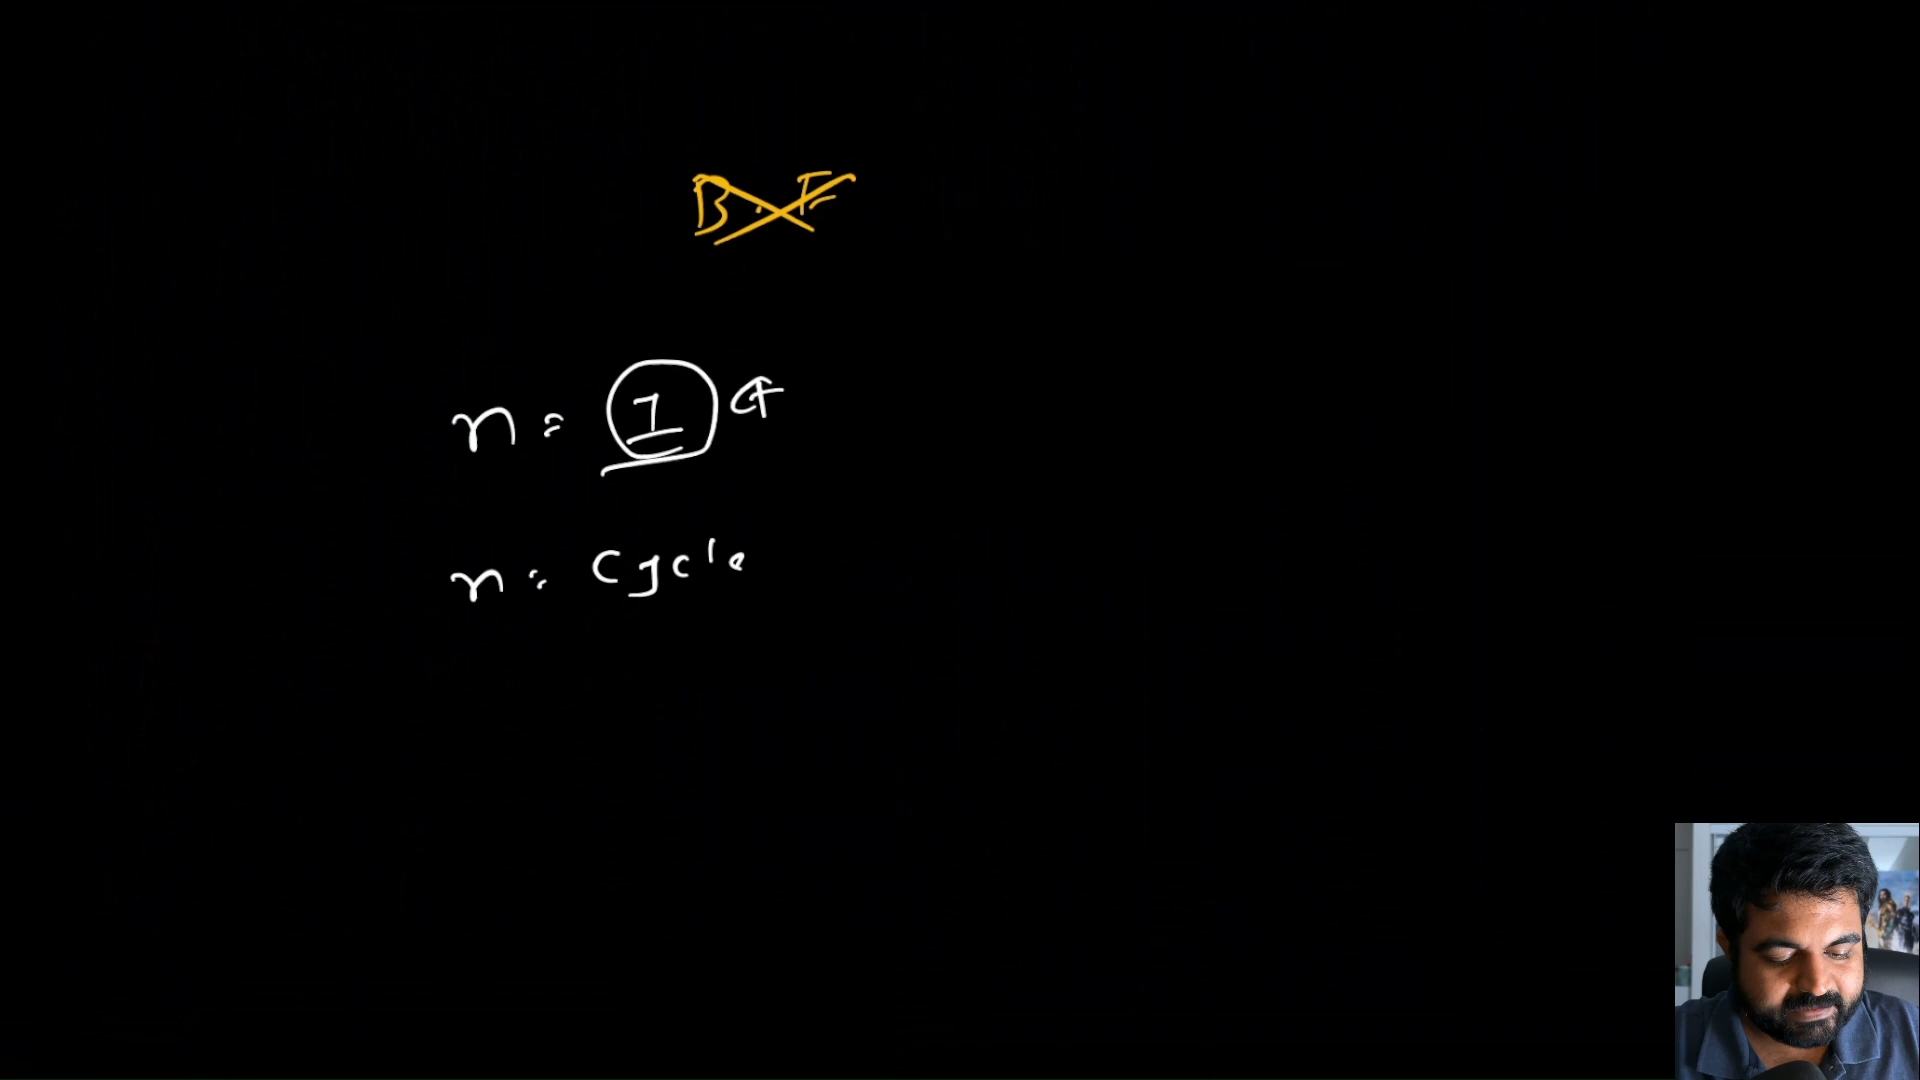 B.F
n = 1
n = cycle